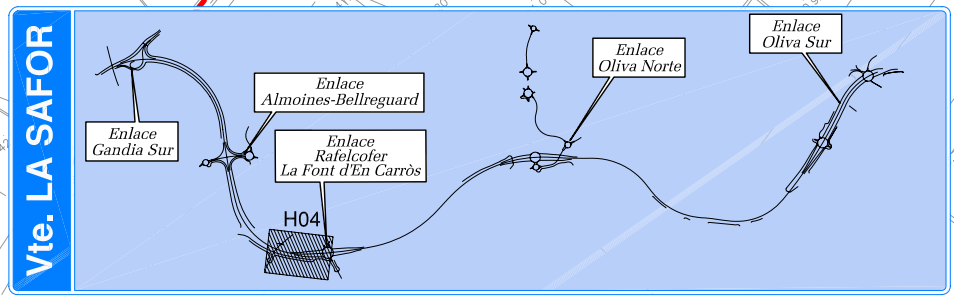 Vte. LA SAFOR
Enlace
Gandia Sur
Enlace
Almoines-Bellreguard
Enlace
Rafelcofer
La Font d'En Carròs
H04
Enlace
Oliva Norte
Enlace
Oliva Sur